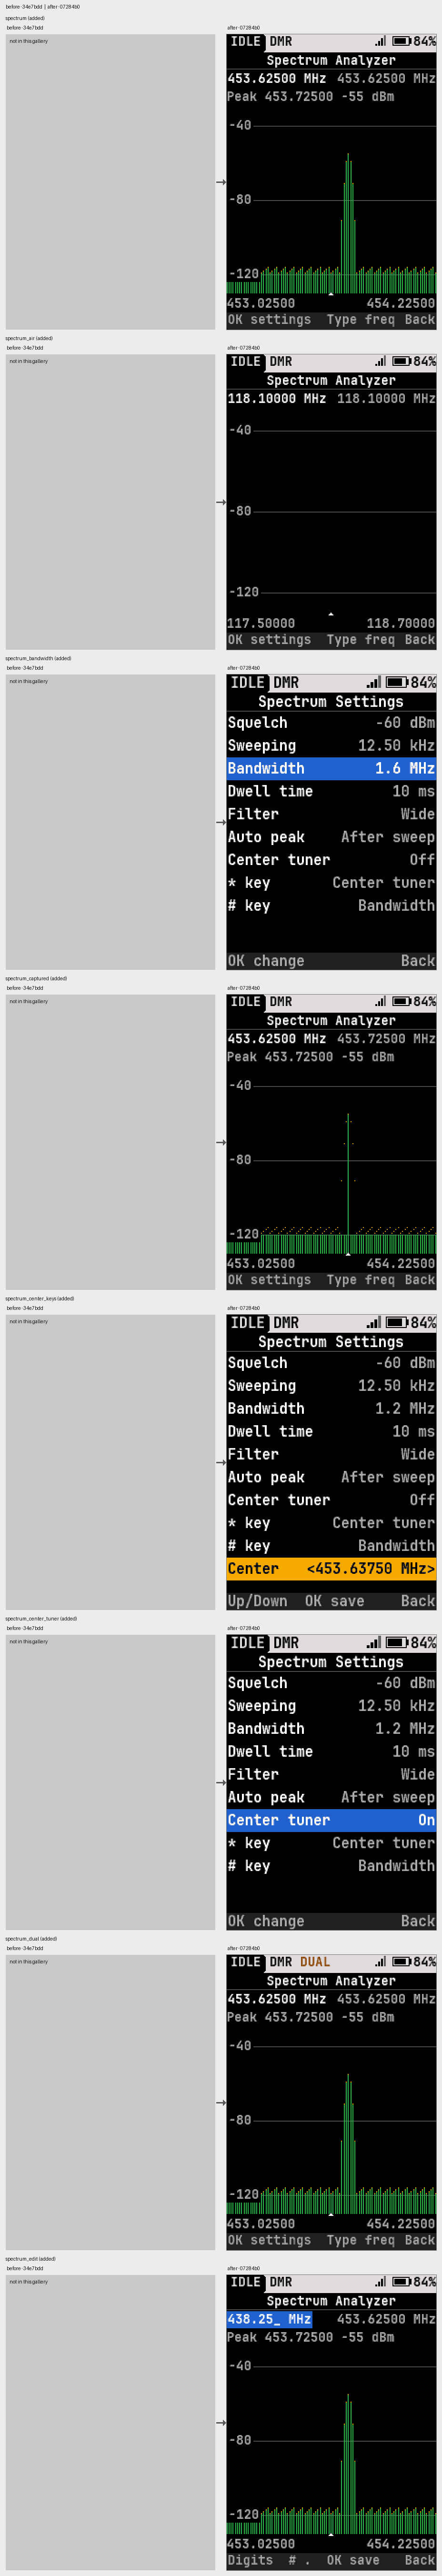 before-34e7bdd | after-07284b0
spectrum (added)
before-34e7bdd after-07284b0
not in this gallery
IDLE DMR 84%
Spectrum Analyzer
453.62500 MHz 453.62500 MHz
Peak 453.72500 -55 dBm
-40
→
-80
-120
453.02500 454.22500
OK settings Type freq Back
spectrum_air (added)
before-34e7bdd after-07284b0
not in this gallery
IDLE DMR 84%
Spectrum Analyzer
118.10000 MHz 118.10000 MHz
-40
→
-80
-120
117.50000 118.70000
OK settings Type freq Back
spectrum_bandwidth (added)
before-34e7bdd after-07284b0
not in this gallery
IDLE DMR 84%
Spectrum Settings
Squelch -60 dBm
Sweeping 12.50 kHz
Bandwidth 1.6 MHz
Dwell time 10 ms
Filter Wide
→
Auto peak After sweep
Center tuner Off
* key Center tuner
# key Bandwidth
OK change Back
spectrum_captured (added)
before-34e7bdd after-07284b0
not in this gallery
IDLE DMR 84%
Spectrum Analyzer
453.62500 MHz 453.72500 MHz
Peak 453.72500 -55 dBm
-40
→
-80
-120
453.02500 454.22500
OK settings Type freq Back
spectrum_center_keys (added)
before-34e7bdd after-07284b0
not in this gallery
IDLE DMR 84%
Spectrum Settings
Squelch -60 dBm
Sweeping 12.50 kHz
Bandwidth 1.2 MHz
Dwell time 10 ms
Filter Wide
→
Auto peak After sweep
Center tuner Off
* key Center tuner
# key Bandwidth
Center <453.63750 MHz>
Up/Down OK save Back
spectrum_center_tuner (added)
before-34e7bdd after-07284b0
not in this gallery
IDLE DMR 84%
Spectrum Settings
Squelch -60 dBm
Sweeping 12.50 kHz
Bandwidth 1.2 MHz
Dwell time 10 ms
Filter Wide
→
Auto peak After sweep
Center tuner On
* key Center tuner
# key Bandwidth
OK change Back
spectrum_dual (added)
before-34e7bdd after-07284b0
not in this gallery
IDLE DMR DUAL 84%
Spectrum Analyzer
453.62500 MHz 453.62500 MHz
Peak 453.72500 -55 dBm
-40
→
-80
-120
453.02500 454.22500
OK settings Type freq Back
spectrum_edit (added)
before-34e7bdd after-07284b0
not in this gallery
IDLE DMR 84%
Spectrum Analyzer
438.25_ MHz 453.62500 MHz
Peak 453.72500 -55 dBm
-40
→
-80
-120
453.02500 454.22500
Digits # . OK save Back